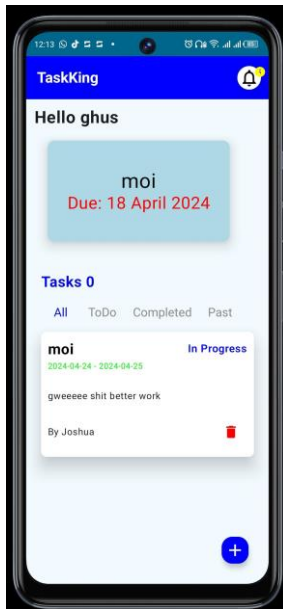 12:13
TaskKing
Hello ghus
moi
Due: 18 April 2024
Tasks 0
All ToDo Completed Past
moi In Progress
2024-04-24 - 2024-04-25
gweeeee shit better work
By Joshua
+